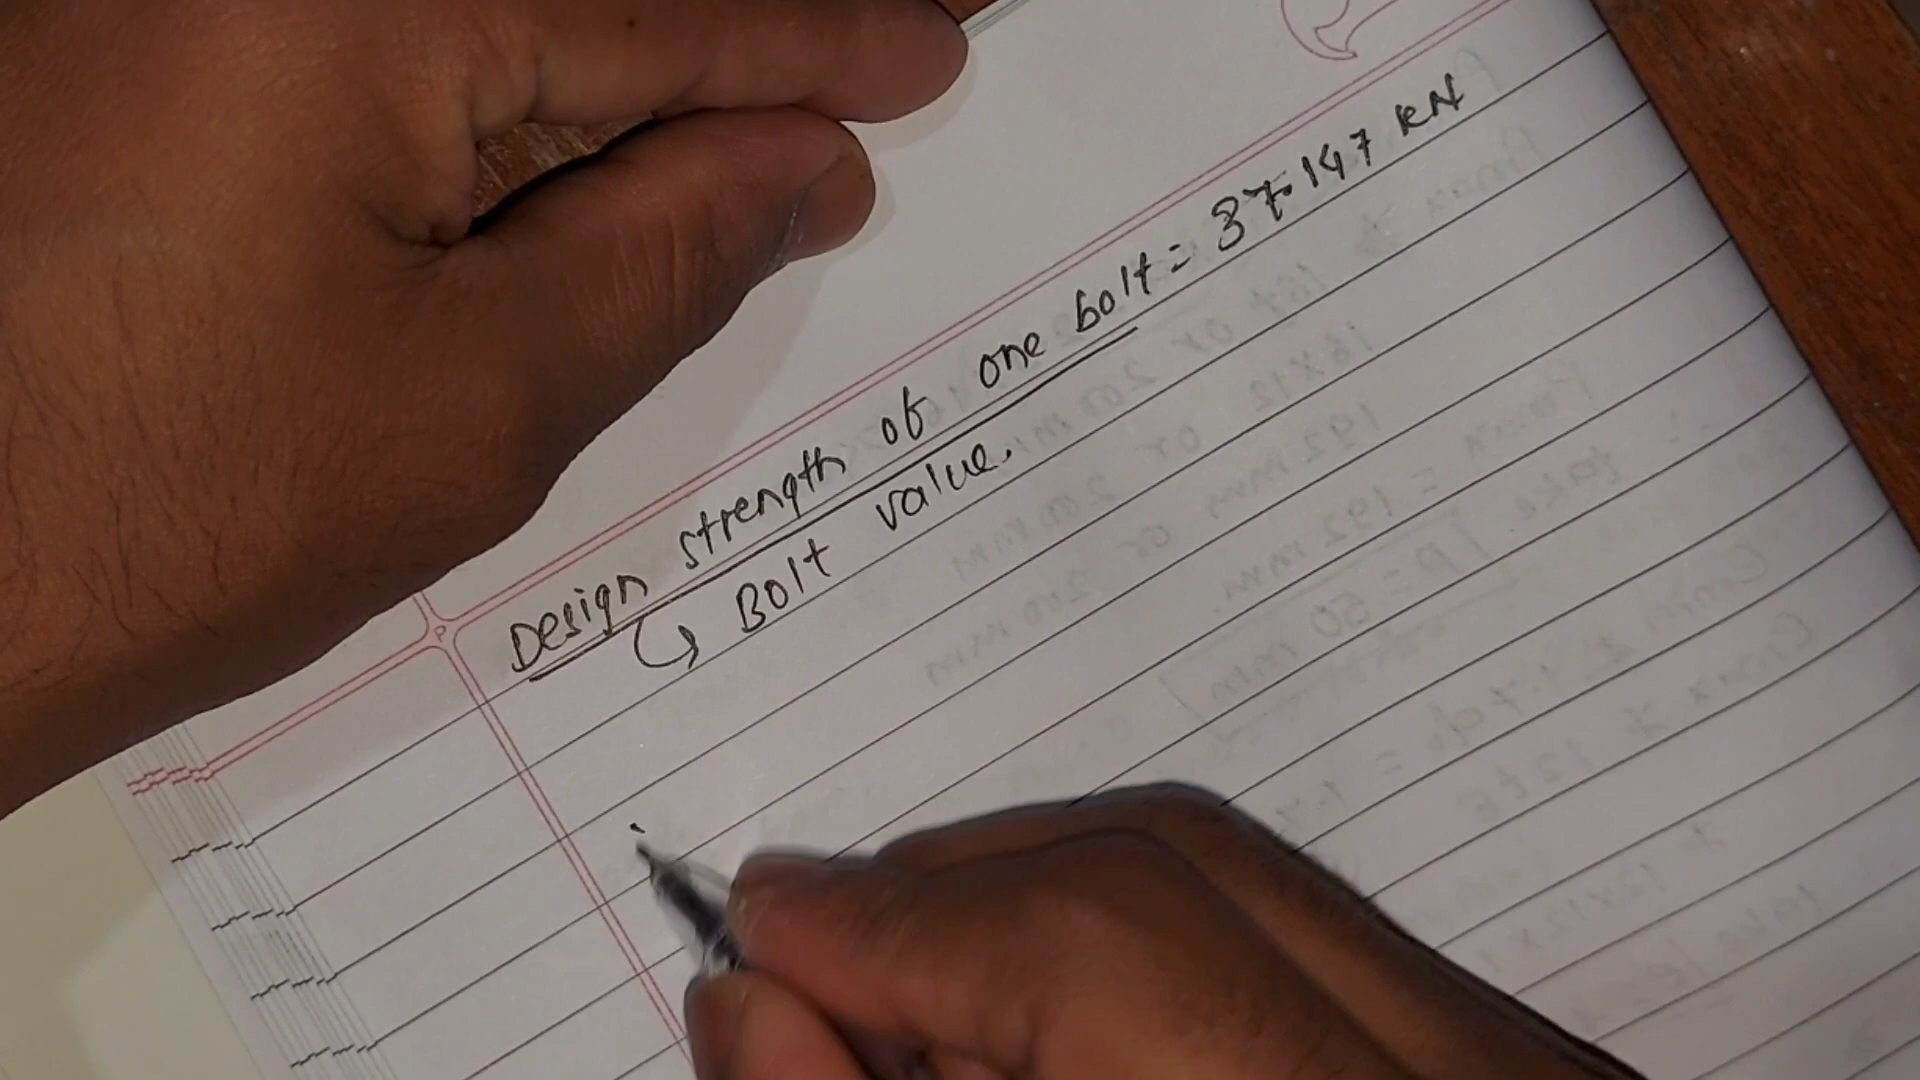 Design strength of one bolt = 37.147 kN
Bolt value.